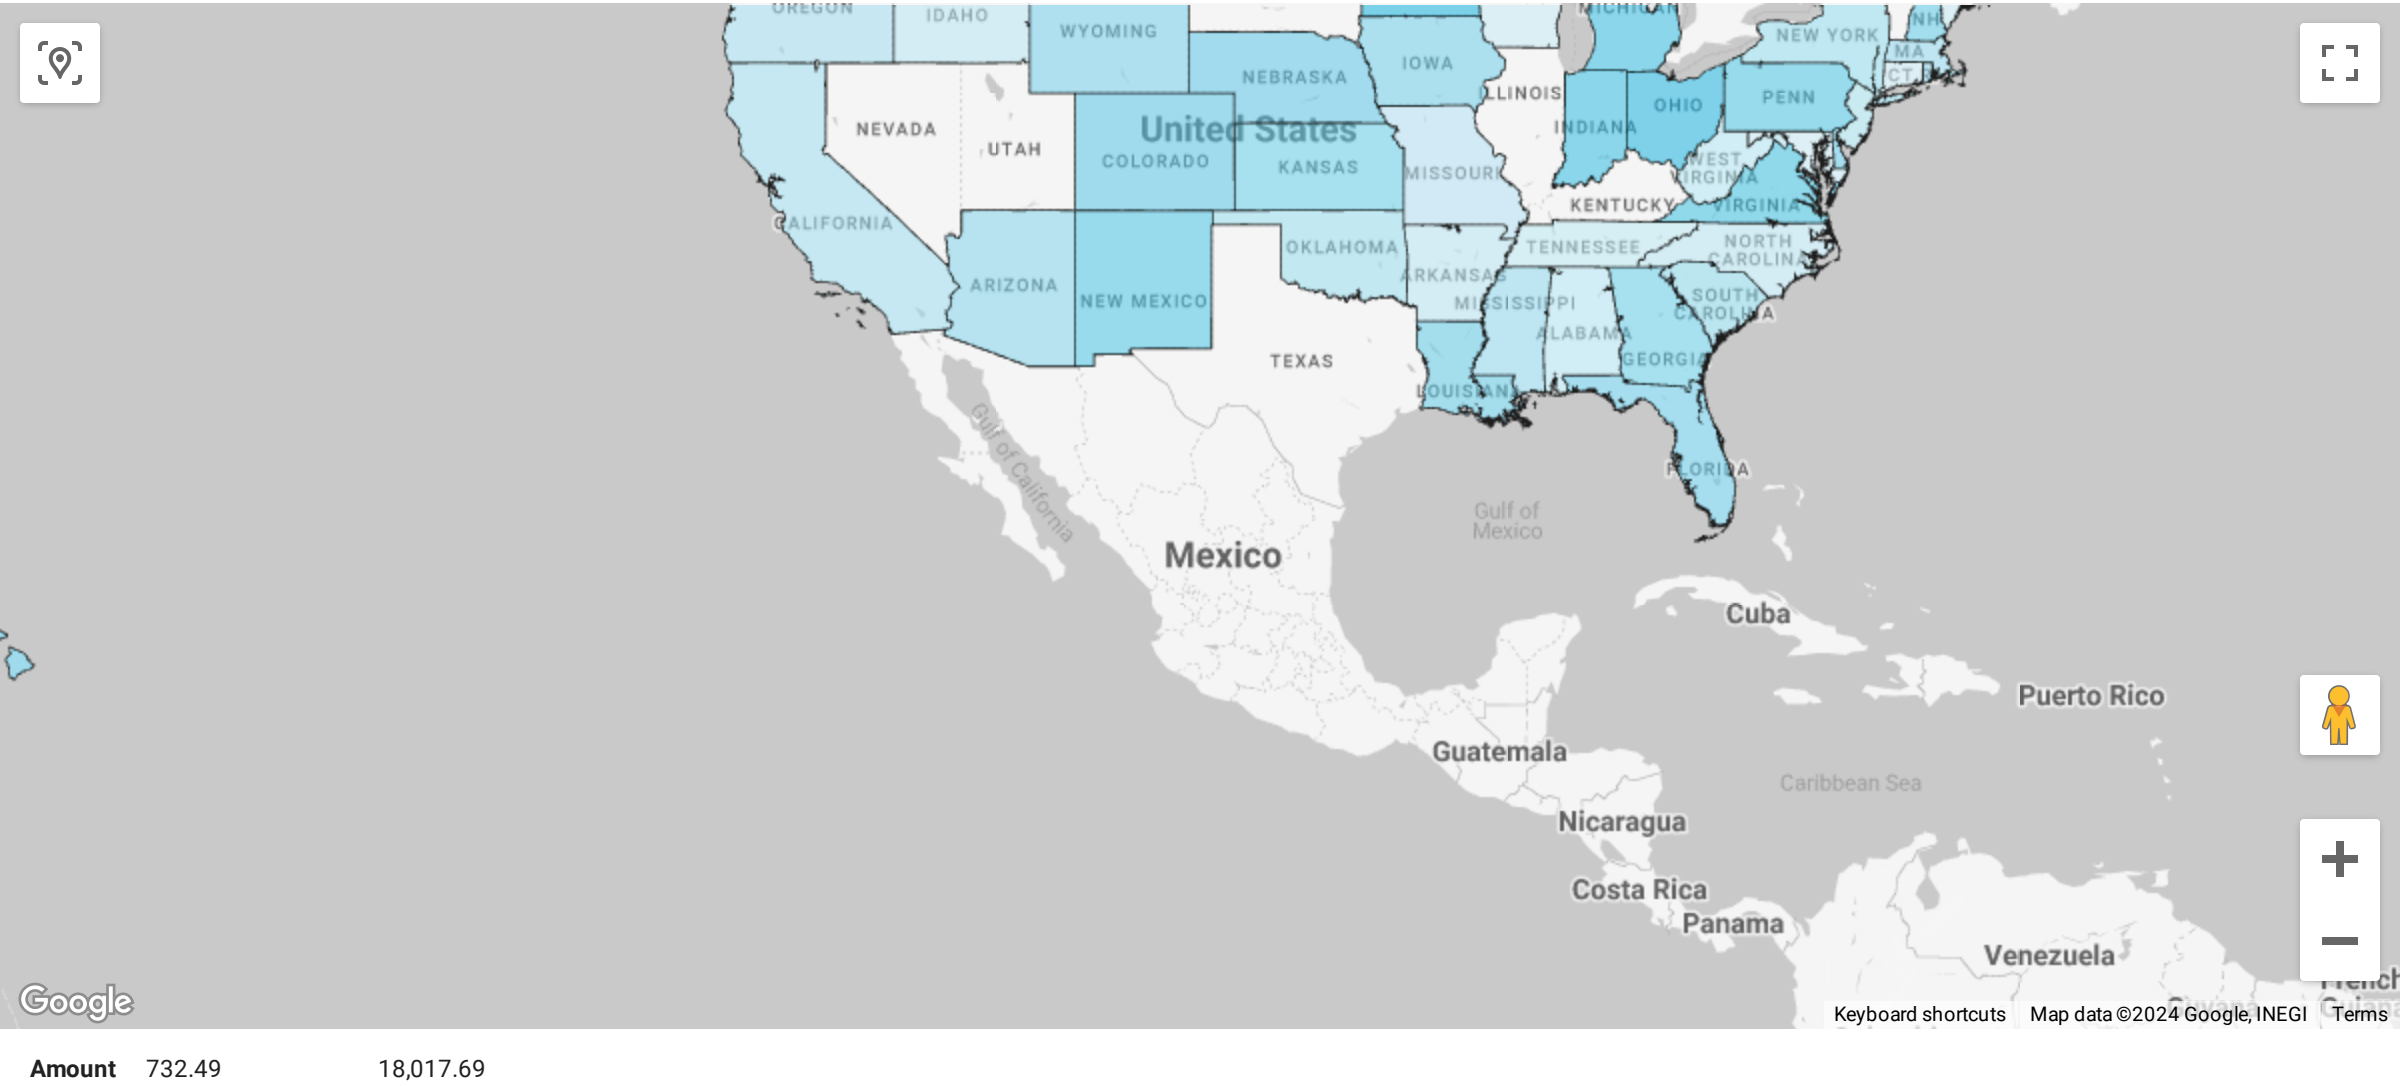 OREGON
IDAHO
WYOMING
MICHIGAN
NH
NEW YORK
MA
IOWA
NEBRASKA
CT
ILLINOIS
PENN
OHIO
NEVADA
United States
INDIANA
UTAH
COLORADO
KANSAS
MISSOURI
WEST
VIRGINIA
KENTUCKY
VIRGINIA
CALIFORNIA
OKLAHOMA
TENNESSEE
NORTH
CAROLINA
ARKANSAS
ARIZONA
NEW MEXICO
MISSISSIPPI
SOUTH
CAROLINA
ALABAMA
TEXAS
GEORGIA
LOUISIANA
Gulf of California
FLORIDA
Gulf of
Mexico
Mexico
Cuba
Puerto Rico
Guatemala
Caribbean Sea
Nicaragua
Costa Rica
Panama
Venezuela
French
Guiana
Guyana
Google
Keyboard shortcuts
Map data ©2024 Google, INEGI
Terms
Amount 732.49 18,017.69